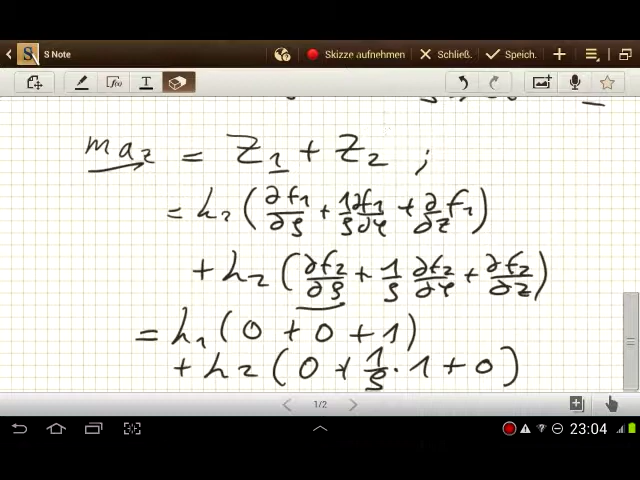 S Note
Skizze aufnehmen
Schließ.
Speich.
f(x)
T
m a_z = Z_1 + Z_2 ;
= λ_1 ( ∂f_1/∂ρ + 1/ρ ∂f_1/∂φ + ∂/∂z f_1 )
+ λ_2 ( ∂f_2/∂ρ + 1/ρ ∂f_2/∂φ + ∂f_2/∂z )
= λ_1 ( 0 + 0 + 1 )
+ λ_2 ( 0 + 1/ρ · 1 + 0 )
1/2
23:04